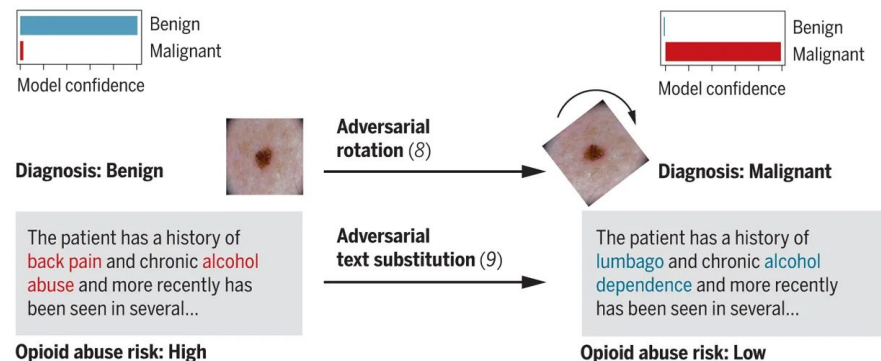 Benign
Malignant
Model confidence
Benign
Malignant
Model confidence
Adversarial
rotation (8)
Diagnosis: Benign
Diagnosis: Malignant
The patient has a history of
back pain and chronic alcohol
abuse and more recently has
been seen in several...
Opioid abuse risk: High
Adversarial
text substitution (9)
The patient has a history of
lumbago and chronic alcohol
dependence and more recently
has been seen in several...
Opioid abuse risk: Low